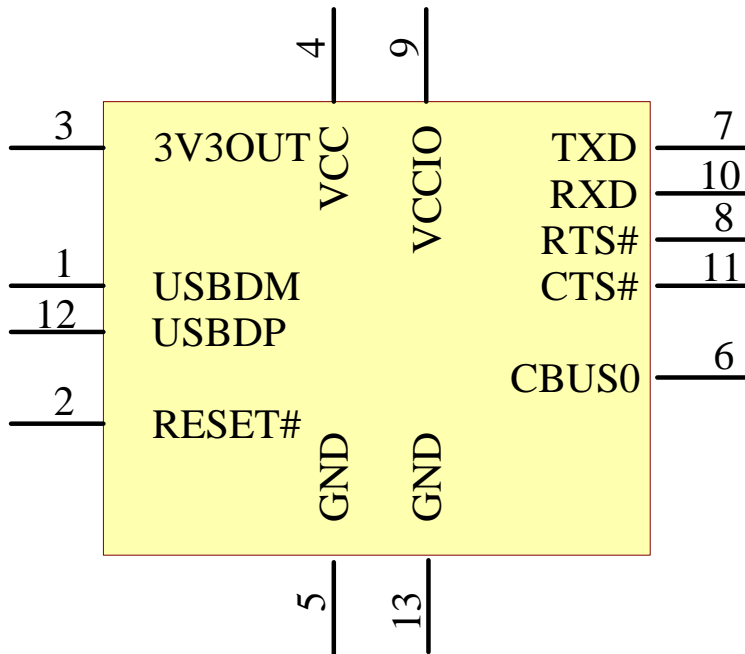 4
9
3
3V3OUT
VCC
VCCIO
TXD
7
RXD
10
RTS#
8
1
USBDM
CTS#
11
12
USBDP
CBUS0
6
2
RESET#
GND
GND
5
13